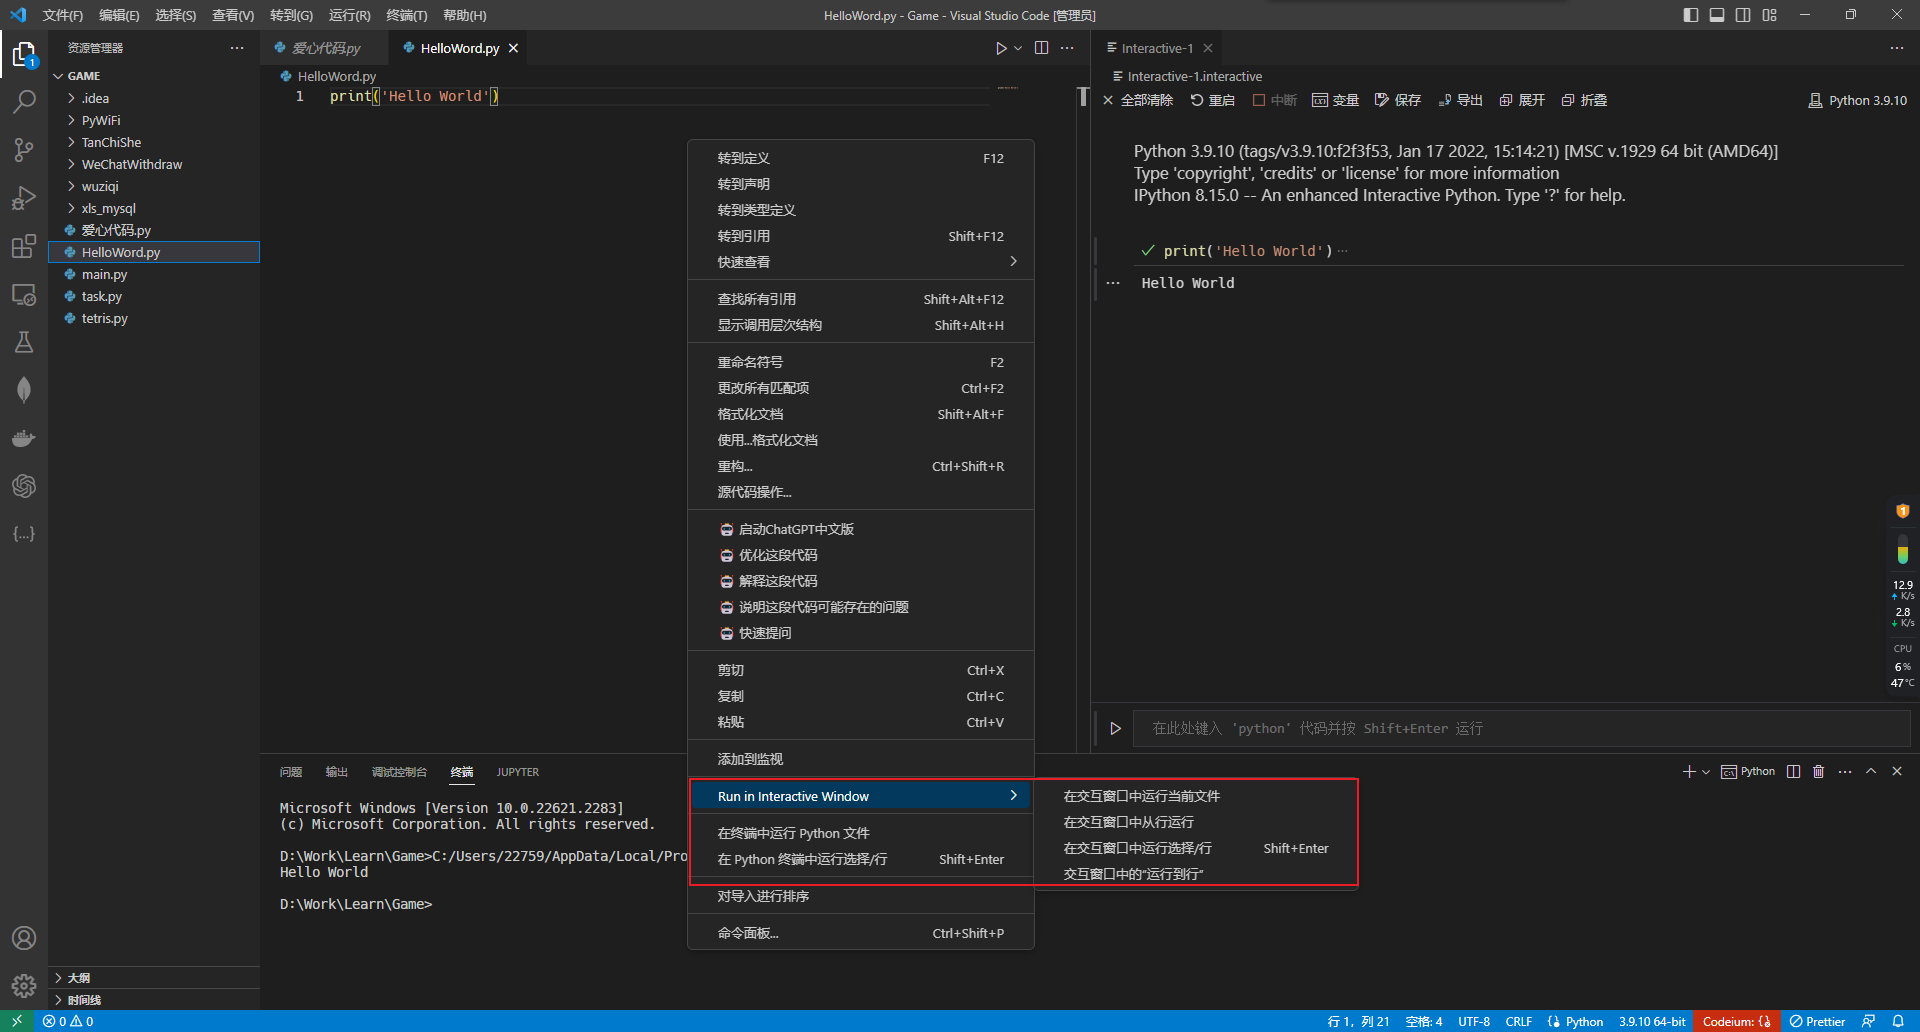 文件(F) 编辑(E) 选择(S) 查看(V) 转到(G) 运行(R) 终端(T) 帮助(H)
HelloWord.py - Game - Visual Studio Code [管理员]
资源管理器
GAME
.idea
PyWiFi
TanChiShe
WeChatWithdraw
wuziqi
xls_mysql
爱心代码.py
HelloWord.py
main.py
task.py
tetris.py
大纲
时间线
1
爱心代码.py
HelloWord.py
HelloWord.py
1 print('Hello World')
转到定义 F12
转到声明
转到类型定义
转到引用 Shift+F12
快速查看
查找所有引用 Shift+Alt+F12
显示调用层次结构 Shift+Alt+H
重命名符号 F2
更改所有匹配项 Ctrl+F2
格式化文档 Shift+Alt+F
使用...格式化文档
重构... Ctrl+Shift+R
源代码操作...
启动ChatGPT中文版
优化这段代码
解释这段代码
说明这段代码可能存在的问题
快速提问
剪切 Ctrl+X
复制 Ctrl+C
粘贴 Ctrl+V
添加到监视
Run in Interactive Window
在终端中运行 Python 文件
在 Python 终端中运行选择/行 Shift+Enter
对导入进行排序
命令面板... Ctrl+Shift+P
在交互窗口中运行当前文件
在交互窗口中从行运行
在交互窗口中运行选择/行 Shift+Enter
交互窗口中的“运行到行”
Interactive-1
Interactive-1.interactive
全部清除 重启 中断 变量 保存 导出 展开 折叠 Python 3.9.10
Python 3.9.10 (tags/v3.9.10:f2f3f53, Jan 17 2022, 15:14:21) [MSC v.1929 64 bit (AMD64)]
Type 'copyright', 'credits' or 'license' for more information
IPython 8.15.0 -- An enhanced Interactive Python. Type '?' for help.
print('Hello World') ...
Hello World
在此处键入 'python' 代码并按 Shift+Enter 运行
1
12.9
K/s
2.8
K/s
CPU
6%
47°C
问题 输出 调试控制台 终端 JUPYTER
Python
Microsoft Windows [Version 10.0.22621.2283]
(c) Microsoft Corporation. All rights reserved.
D:\Work\Learn\Game>C:/Users/22759/AppData/Local/Pro
Hello World
D:\Work\Learn\Game>
0 0
行 1，列 21 空格: 4 UTF-8 CRLF Python 3.9.10 64-bit Codeium: {} Prettier